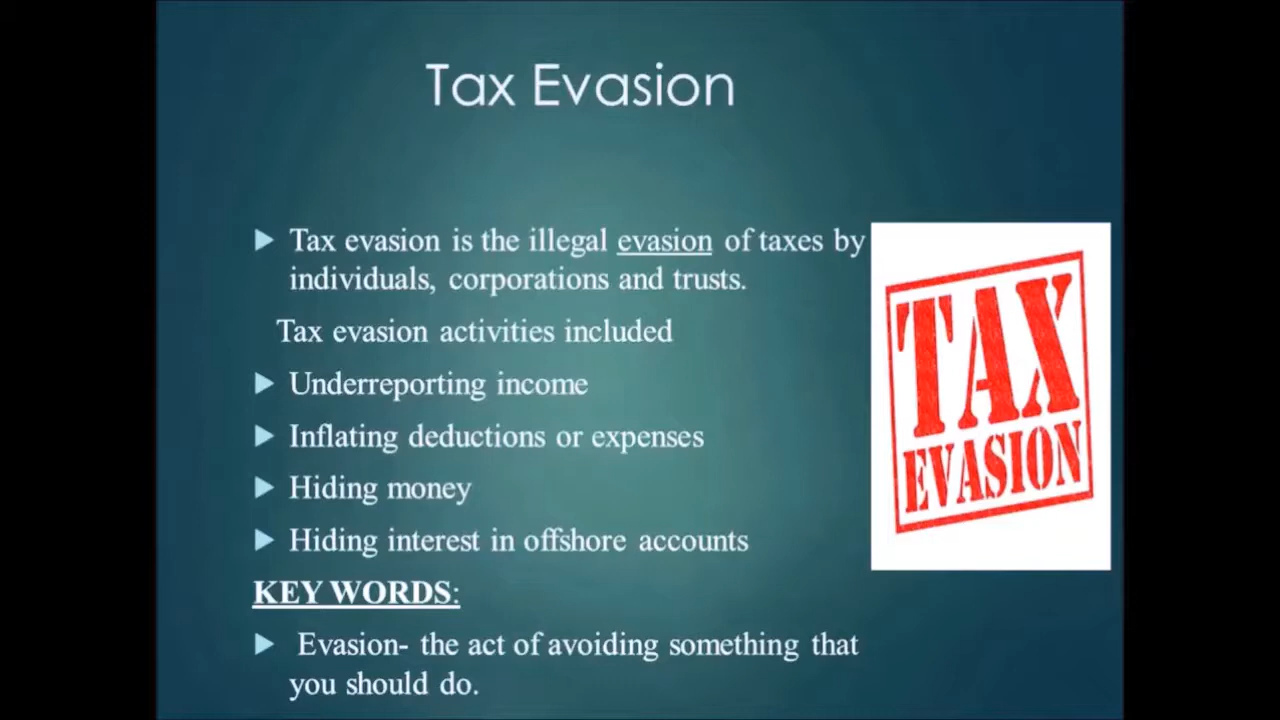 Tax Evasion
Tax evasion is the illegal evasion of taxes by
individuals, corporations and trusts.
Tax evasion activities included
Underreporting income
Inflating deductions or expenses
Hiding money
Hiding interest in offshore accounts
KEY WORDS:
Evasion- the act of avoiding something that
you should do.
TAX
EVASION